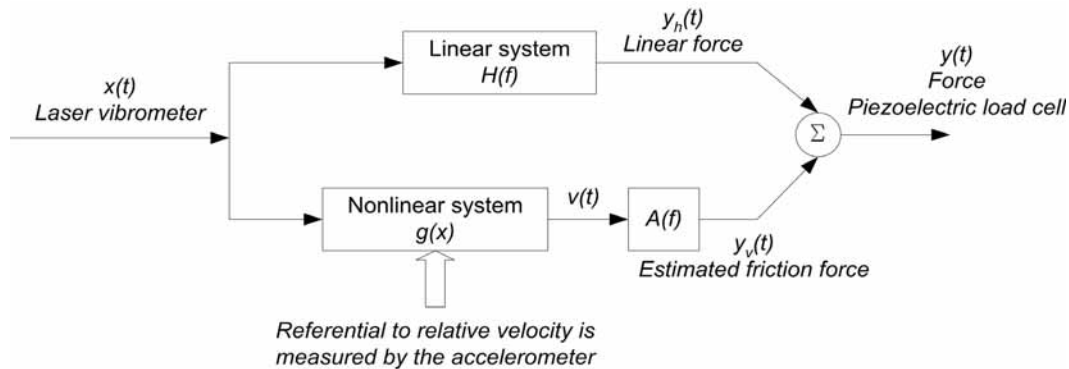 x(t)
Laser vibrometer
Linear system
H(f)
y_h(t)
Linear force
y(t)
Force
Piezoelectric load cell
Σ
Nonlinear system
g(x)
v(t)
A(f)
y_v(t)
Estimated friction force
Referential to relative velocity is
measured by the accelerometer